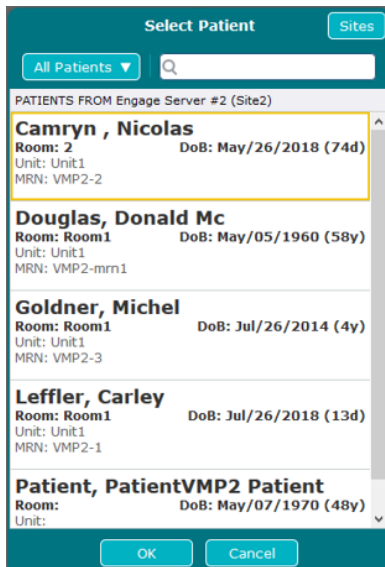 Select Patient Sites
All Patients ▼
PATIENTS FROM Engage Server #2 (Site2)
Camryn , Nicolas
Room: 2 DoB: May/26/2018 (74d)
Unit: Unit1
MRN: VMP2-2
Douglas, Donald Mc
Room: Room1 DoB: May/05/1960 (58y)
Unit: Unit1
MRN: VMP2-mrn1
Goldner, Michel
Room: Room1 DoB: Jul/26/2014 (4y)
Unit: Unit1
MRN: VMP2-3
Leffler, Carley
Room: Room1 DoB: Jul/26/2018 (13d)
Unit: Unit1
MRN: VMP2-1
Patient, PatientVMP2 Patient
Room: DoB: May/07/1970 (48y)
Unit:
OK Cancel